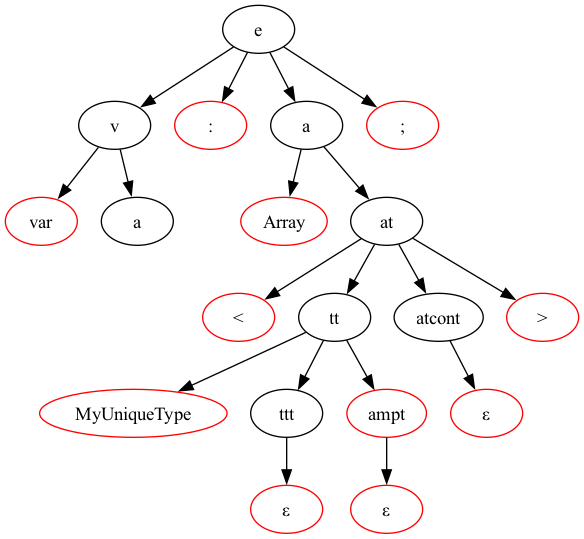 e
v : a ;
var a Array at
< tt atcont >
MyUniqueType ttt ampt ε
ε ε